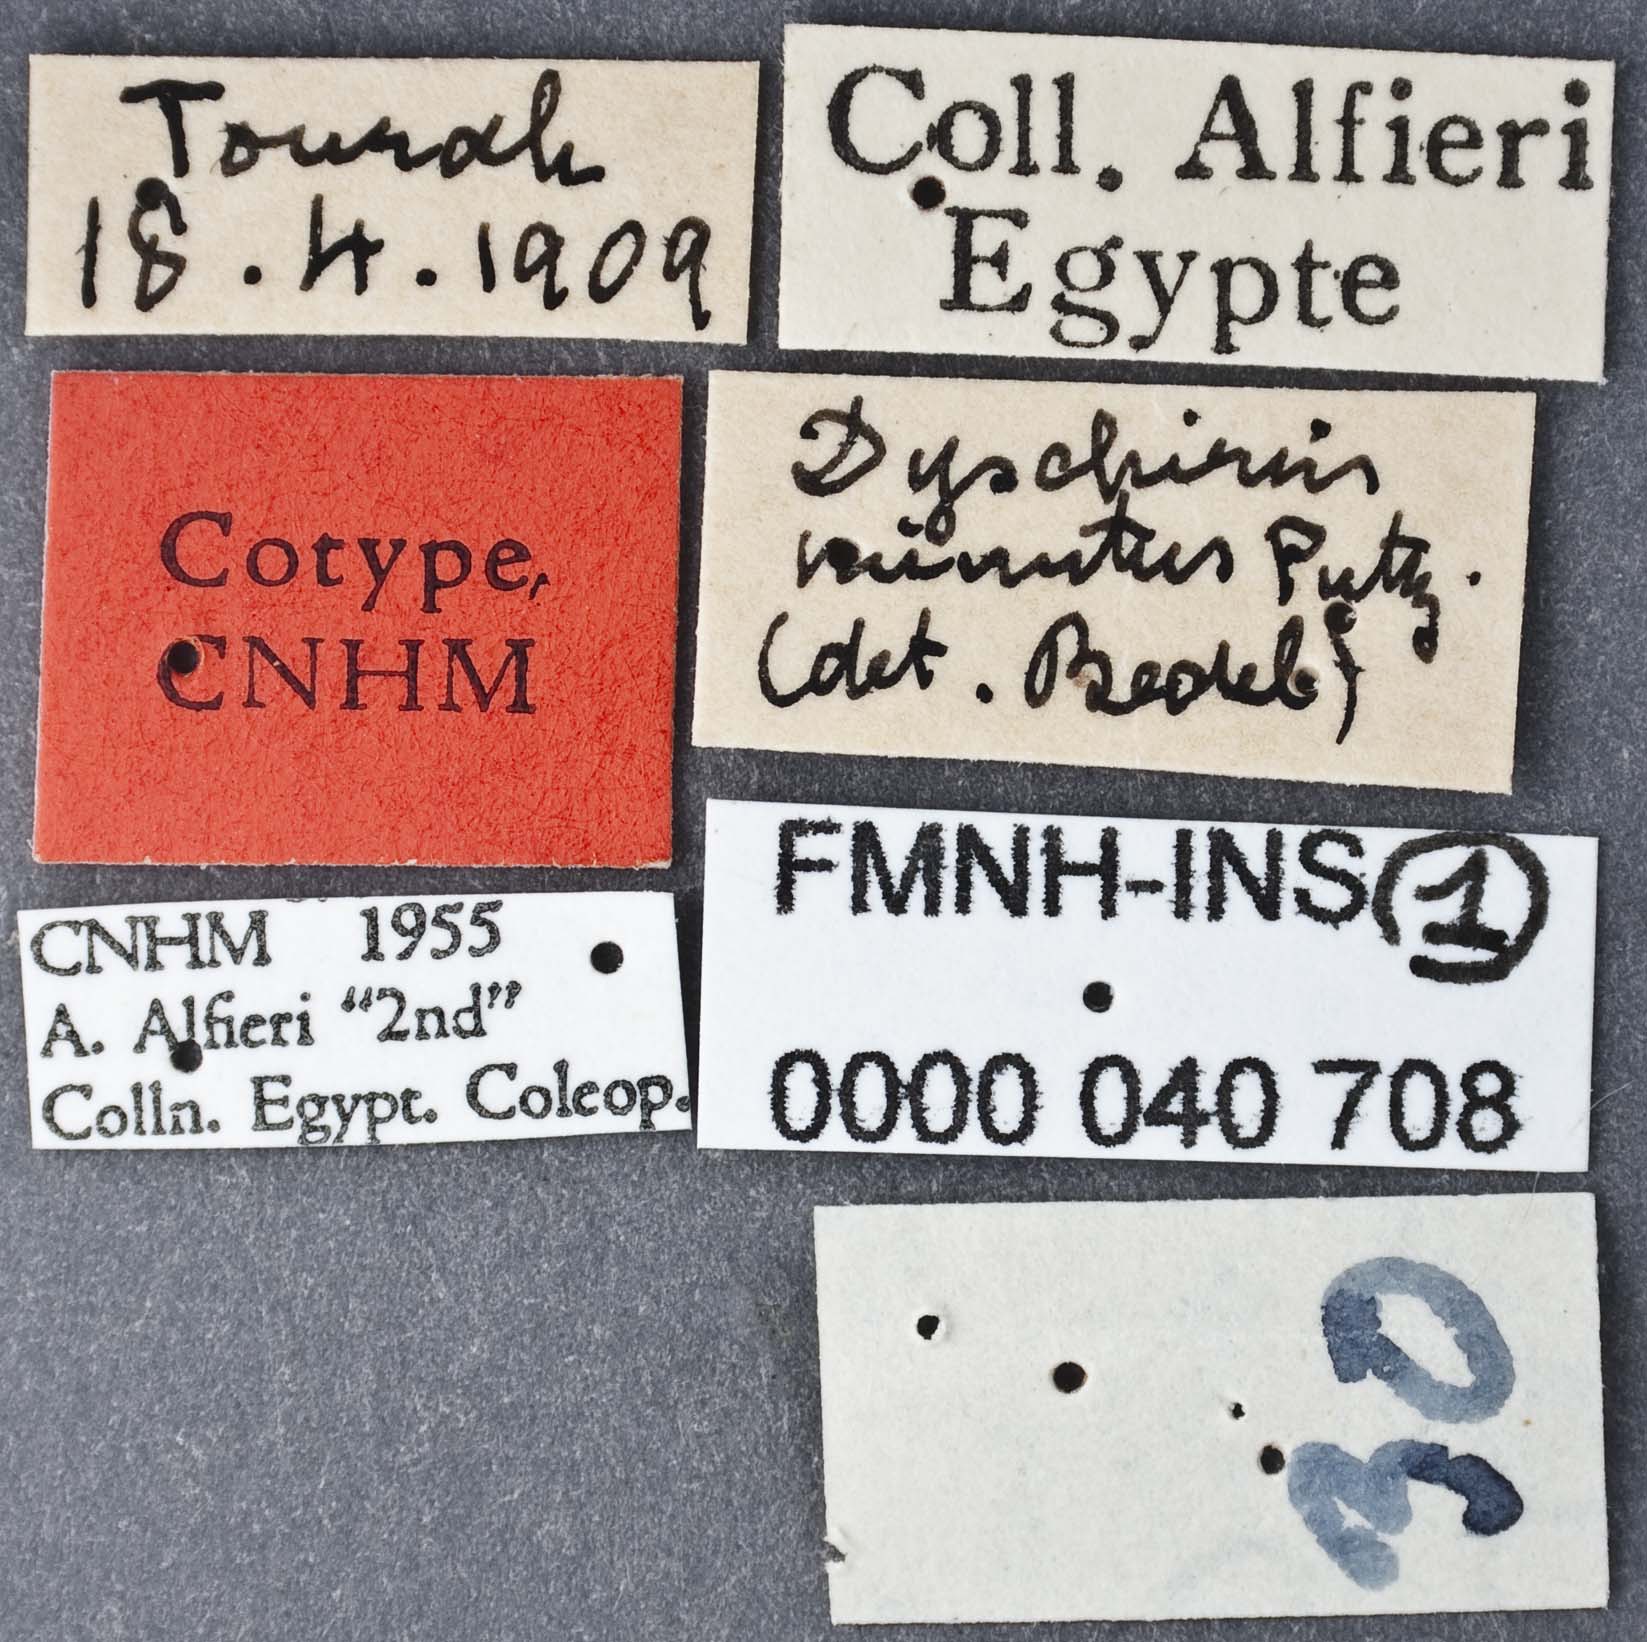 Tourah
18.4.1909
Coll. Alfieri
Egypte
Cotype,
CNHM
Dyschirius
minutus Putz.
(det. Bedel)
CNHM 1955
A. Alfieri “2nd”
Colln. Egypt. Coleop.
FMNH-INS 1
0000 040 708
30